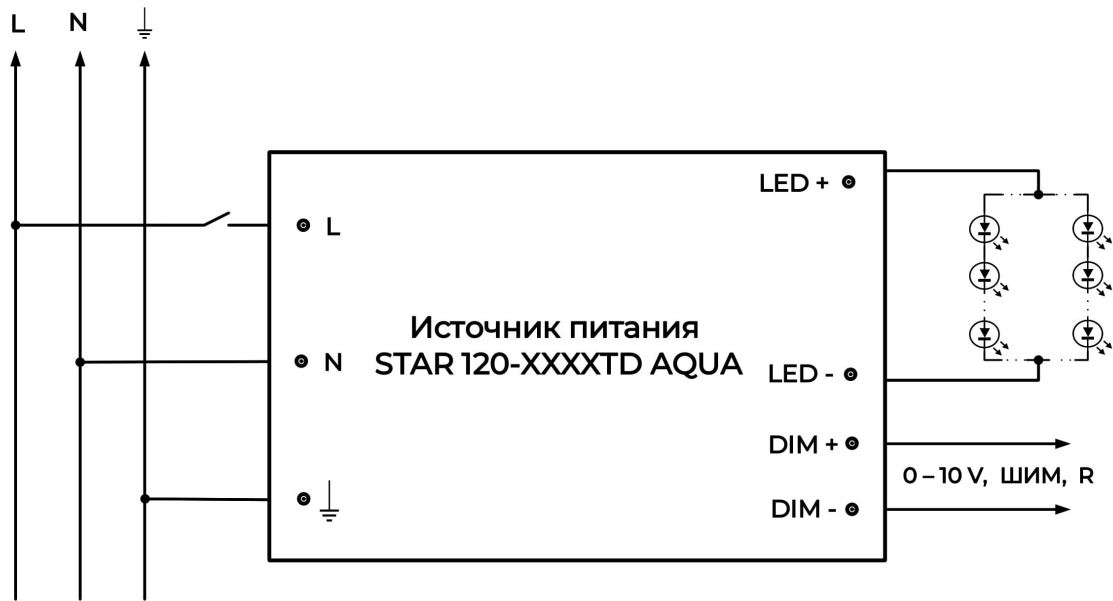 L N
LED +
L
Источник питания
STAR 120-XXXXTD AQUA
N
LED -
DIM +
0 – 10 V, ШИМ, R
DIM -